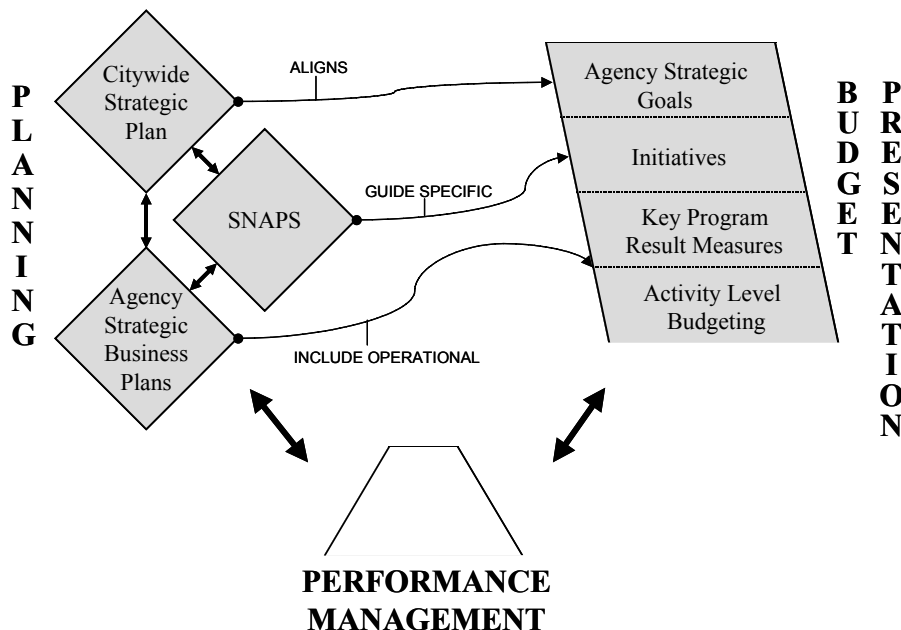 PLANNING
Citywide
Strategic
Plan
SNAPS
Agency
Strategic
Business
Plans
ALIGNS
GUIDE SPECIFIC
INCLUDE OPERATIONAL
Agency Strategic
Goals
Initiatives
Key Program
Result Measures
Activity Level
Budgeting
BUDGET
PRESENTATION
PERFORMANCE
MANAGEMENT